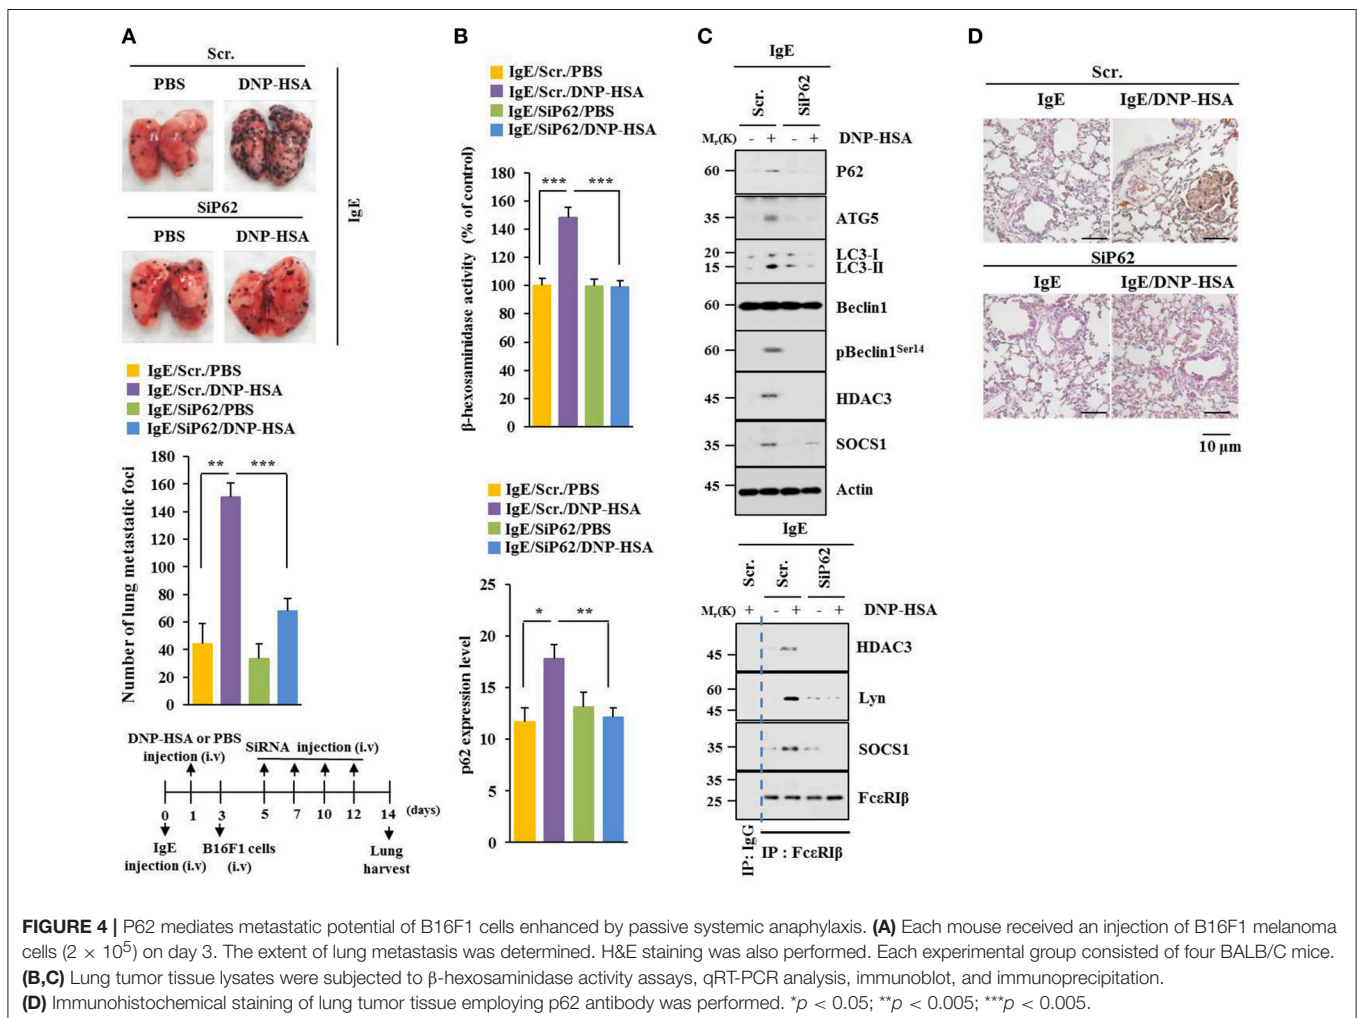 A
Scr.
PBS DNP-HSA
SiP62
PBS DNP-HSA
IgE
IgE/Scr./PBS
IgE/Scr./DNP-HSA
IgE/SiP62/PBS
IgE/SiP62/DNP-HSA
Number of lung metastatic foci
180
160
140
120
100
80
60
40
20
0
** ***
DNP-HSA or PBS
injection (i.v)
SiRNA injection (i.v)
0 1 3 5 7 10 12 14 (days)
IgE
injection (i.v)
B16F1 cells
(i.v)
Lung
harvest
B
IgE/Scr./PBS
IgE/Scr./DNP-HSA
IgE/SiP62/PBS
IgE/SiP62/DNP-HSA
β-hexosaminidase activity (% of control)
180
160
140
120
100
80
60
40
20
0
*** ***
IgE/Scr./PBS
IgE/Scr./DNP-HSA
IgE/SiP62/PBS
IgE/SiP62/DNP-HSA
p62 expression level
25
20
15
10
5
0
* **
C
IgE
Scr. SiP62
Mr(K) - + - + DNP-HSA
60 P62
35 ATG5
20 LC3-I
15 LC3-II
60 Beclin1
60 pBeclin1Ser14
45 HDAC3
35 SOCS1
45 Actin
IgE
Scr. Scr. SiP62
Mr(K) + - + - + DNP-HSA
45 HDAC3
60
45 Lyn
35 SOCS1
35
25 FcεRIβ
IP : IgG IP : FcεRIβ
D
Scr.
IgE IgE/DNP-HSA
SiP62
IgE IgE/DNP-HSA
10 μm
FIGURE 4 | P62 mediates metastatic potential of B16F1 cells enhanced by passive systemic anaphylaxis. (A) Each mouse received an injection of B16F1 melanoma
cells (2 × 10⁵) on day 3. The extent of lung metastasis was determined. H&E staining was also performed. Each experimental group consisted of four BALB/C mice.
(B,C) Lung tumor tissue lysates were subjected to β-hexosaminidase activity assays, qRT-PCR analysis, immunoblot, and immunoprecipitation.
(D) Immunohistochemical staining of lung tumor tissue employing p62 antibody was performed. *p < 0.05; **p < 0.005; ***p < 0.005.